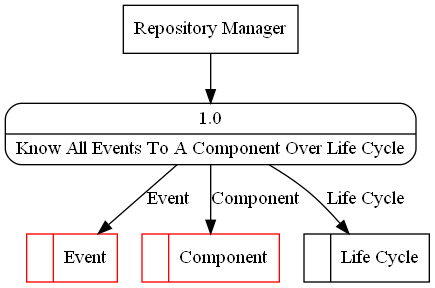 Repository Manager
1.0
Know All Events To A Component Over Life Cycle
Event
Component
Life Cycle
Event
Component
Life Cycle